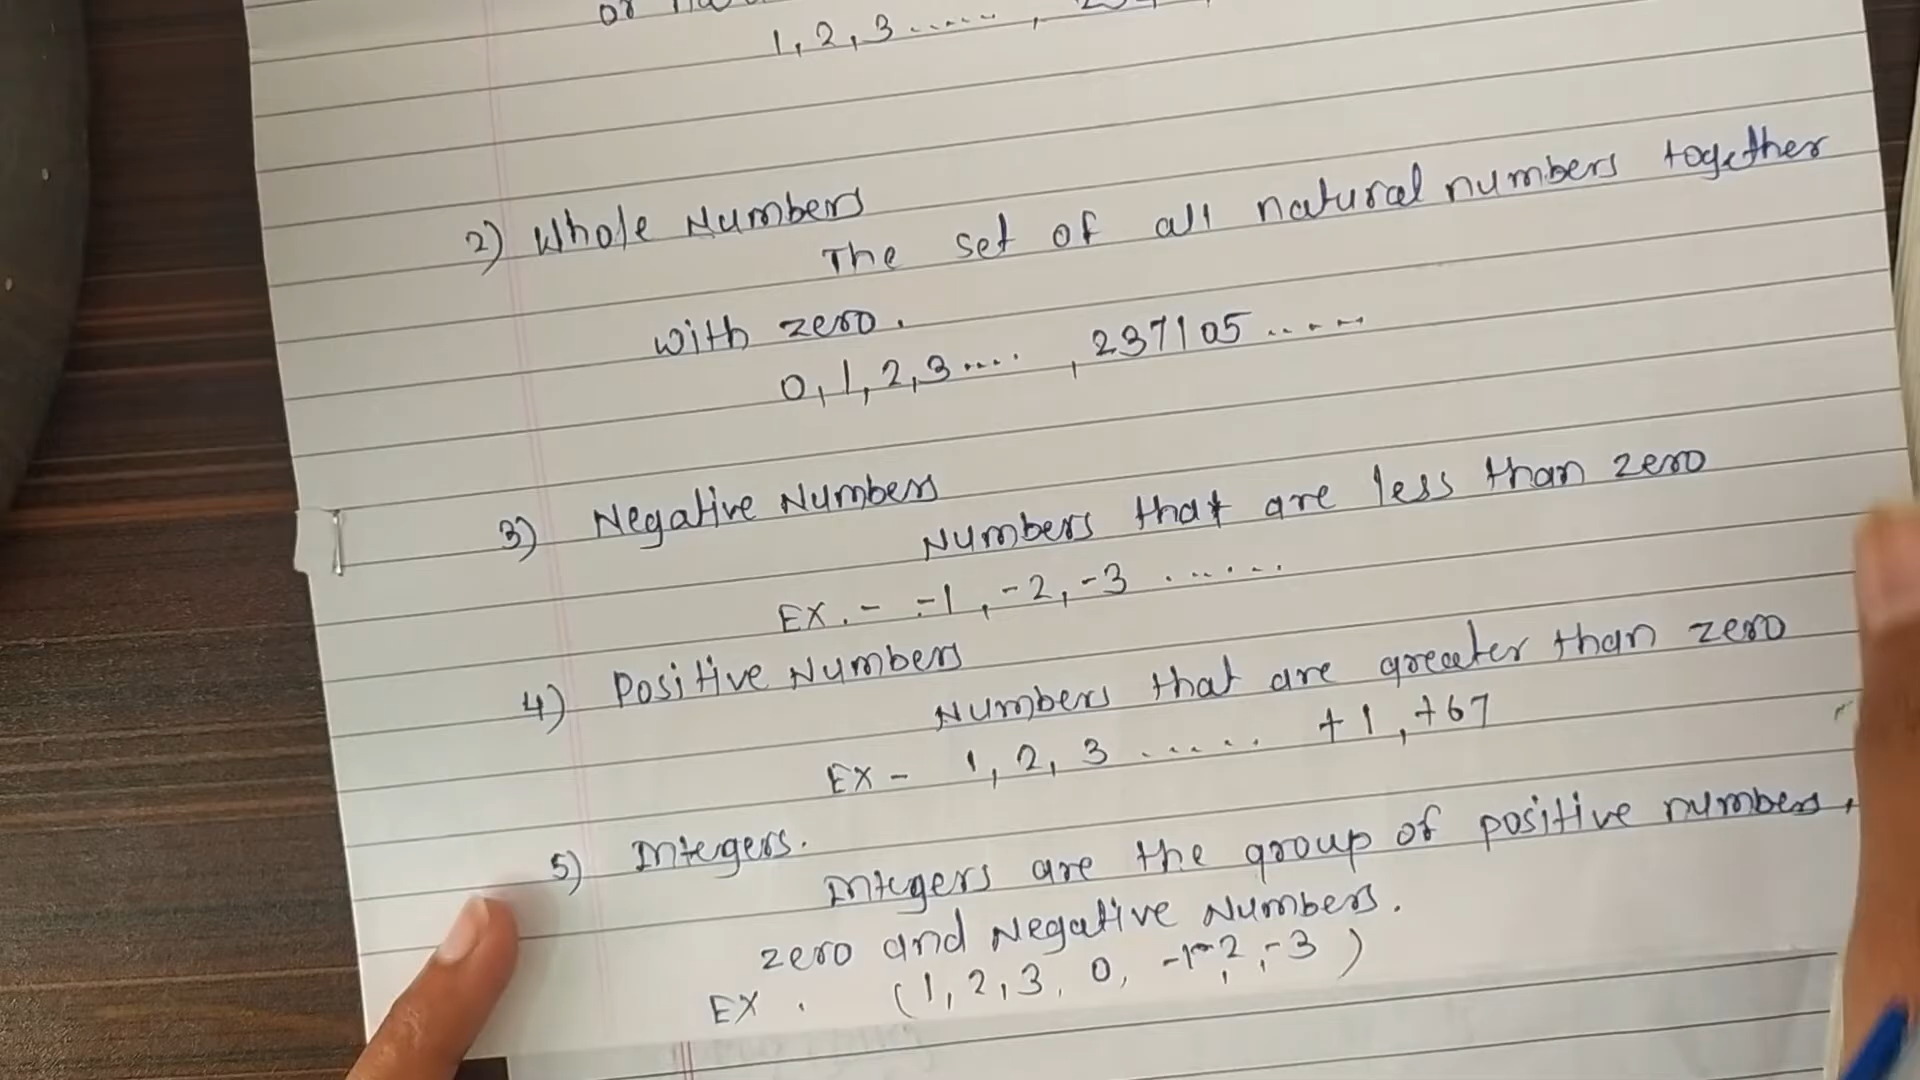 or
1, 2, 3 ......,
2) Whole Numbers
The set of all natural numbers together
with zero.
0, 1, 2, 3 .... , 237105 ......
3) Negative Numbers
Numbers that are less than zero
EX. - -1, -2, -3 ......
4) Positive Numbers
Numbers that are greater than zero
EX - 1, 2, 3 ...... +1, +67
5) Integers.
Integers are the group of positive numbers,
zero and Negative Numbers.
EX . (1, 2, 3, 0, -1, -2, -3)